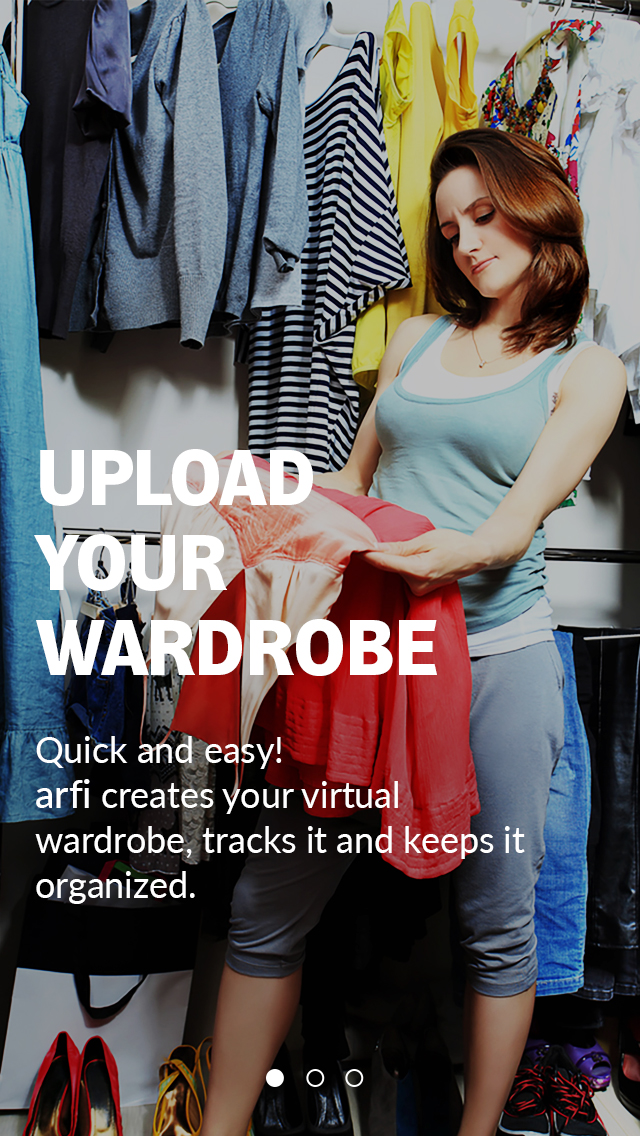 UPLOAD
YOUR
WARDROBE
Quick and easy!
arfi creates your virtual
wardrobe, tracks it and keeps it
organized.